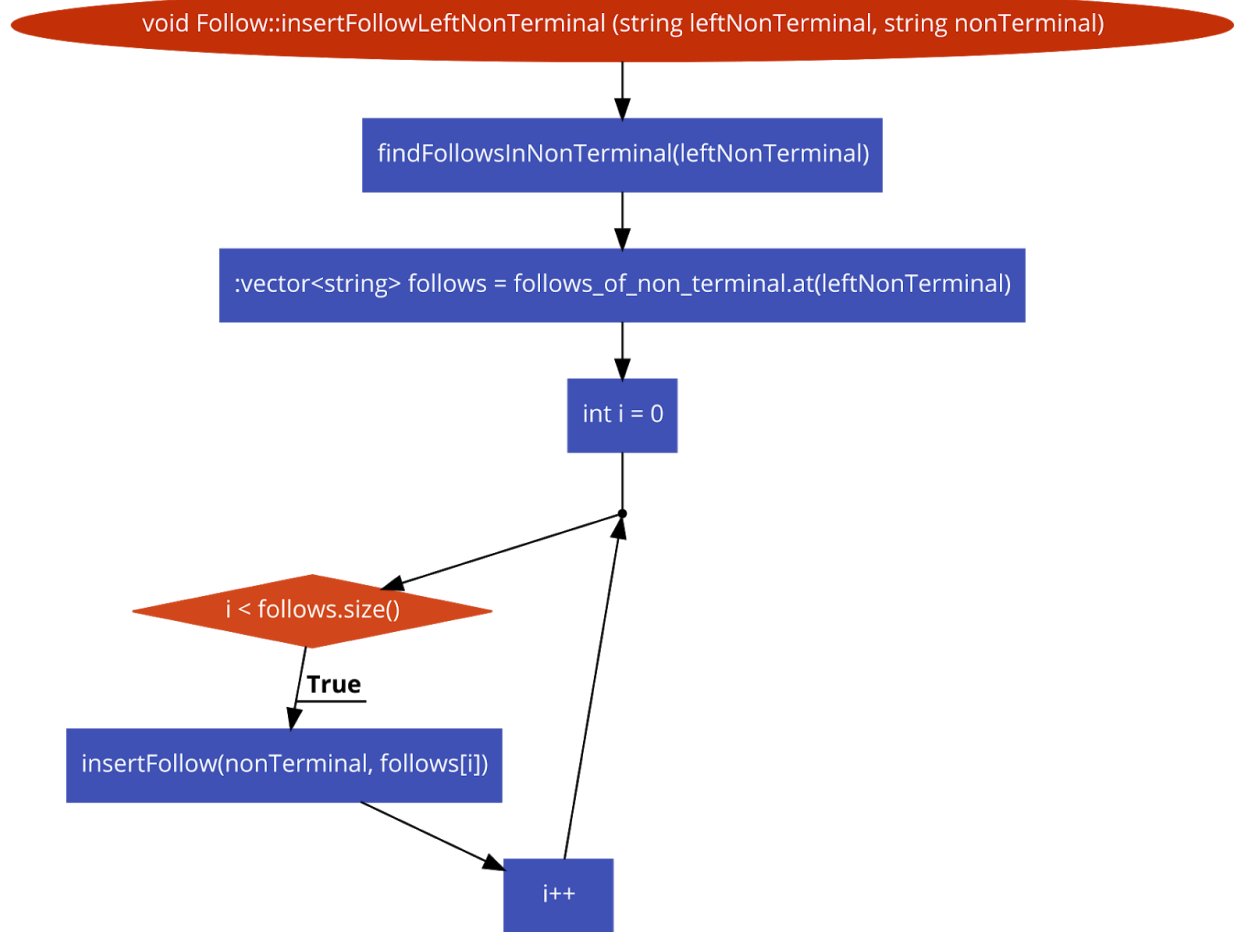 void Follow::insertFollowLeftNonTerminal (string leftNonTerminal, string nonTerminal)
findFollowsInNonTerminal(leftNonTerminal)
:vector<string> follows = follows_of_non_terminal.at(leftNonTerminal)
int i = 0
i < follows.size()
True
insertFollow(nonTerminal, follows[i])
i++